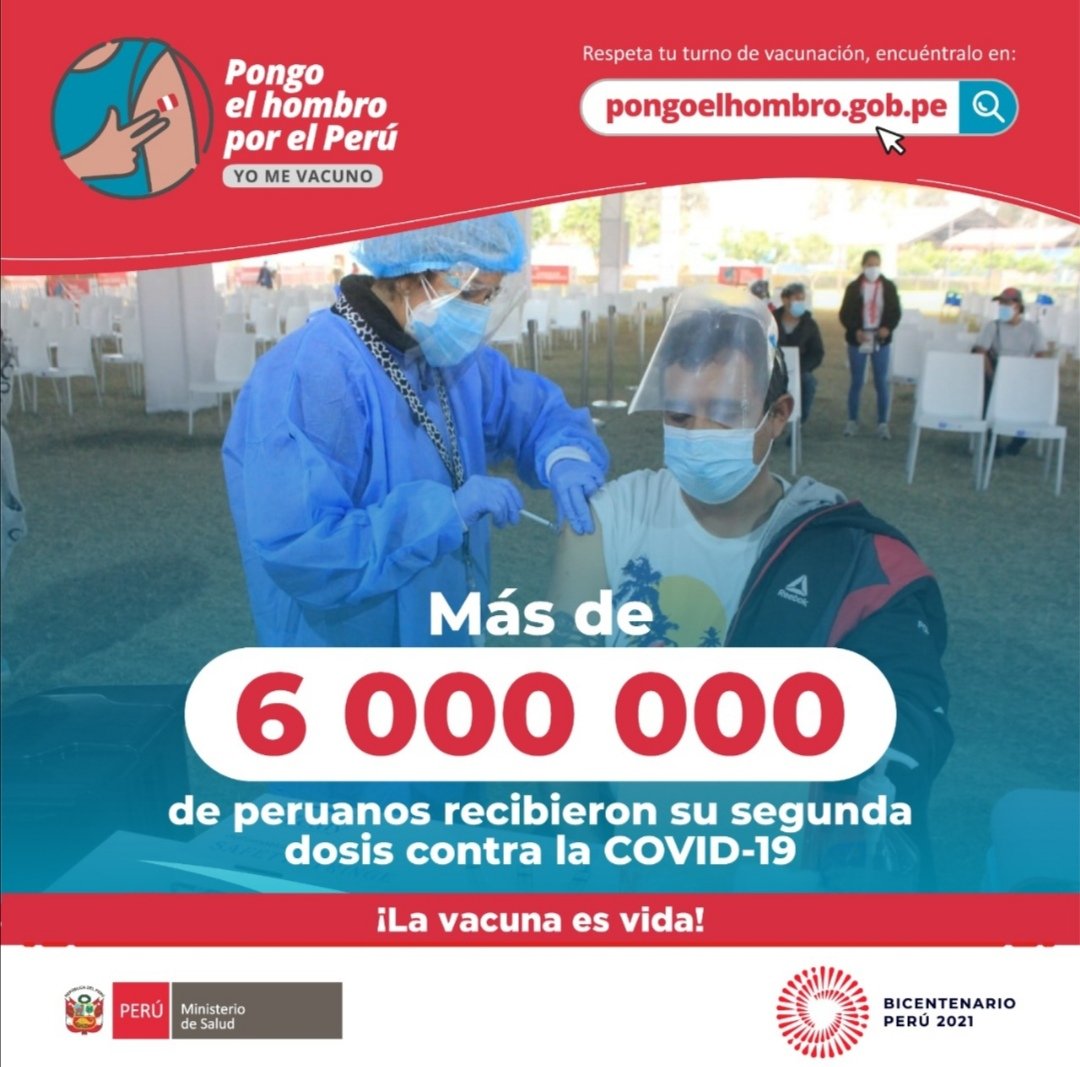 Pongo
el hombro
por el Perú
YO ME VACUNO
Respeta tu turno de vacunación, encuéntralo en:
pongoelhombro.gob.pe
Reebok
Más de
6 000 000
de peruanos recibieron su segunda
dosis contra la COVID-19
¡La vacuna es vida!
PERÚ
Ministerio
de Salud
BICENTENARIO
PERÚ 2021